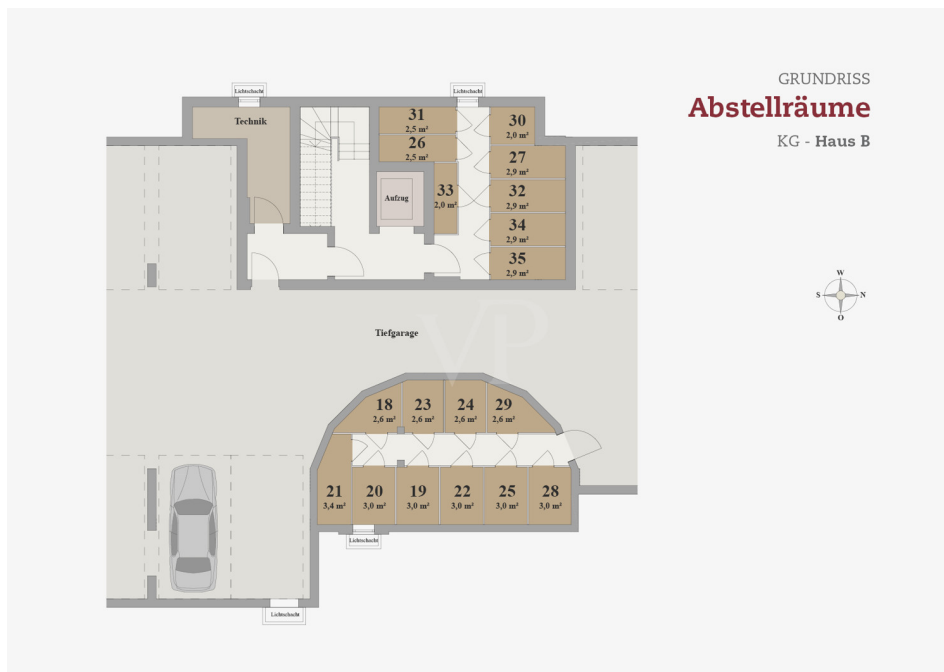 GRUNDRISS
Abstellräume
KG - Haus B
Lichtschacht
Lichtschacht
Technik
31
2,5 m²
30
2,0 m²
26
2,5 m²
27
2,9 m²
33
2,0 m²
32
2,9 m²
Aufzug
34
2,9 m²
35
2,9 m²
W
S
N
O
Tiefgarage
VP
18
2,6 m²
23
2,6 m²
24
2,6 m²
29
2,6 m²
21
3,4 m²
20
3,0 m²
19
3,0 m²
22
3,0 m²
25
3,0 m²
28
3,0 m²
Lichtschacht
Lichtschacht